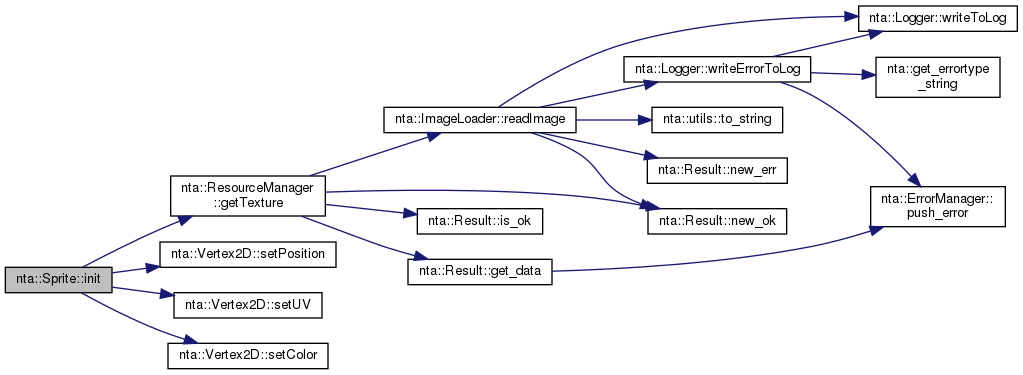 nta::Sprite::init
nta::ResourceManager
::getTexture
nta::Vertex2D::setPosition
nta::Vertex2D::setUV
nta::Vertex2D::setColor
nta::ImageLoader::readImage
nta::Result::is_ok
nta::Result::get_data
nta::Logger::writeErrorToLog
nta::utils::to_string
nta::Result::new_err
nta::Result::new_ok
nta::Logger::writeToLog
nta::get_errortype
_string
nta::ErrorManager::
push_error